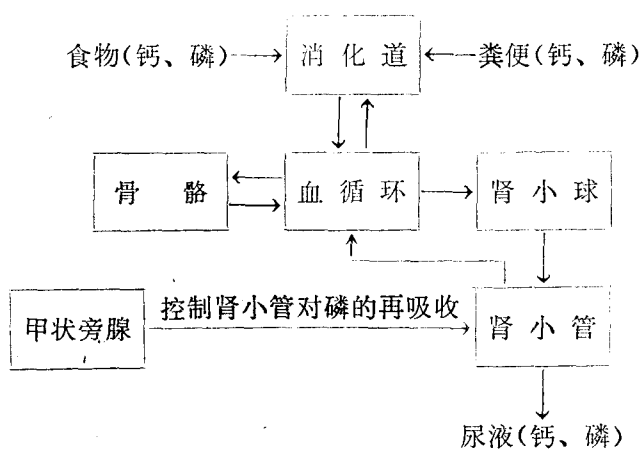 食物(钙、磷)
消化道
粪便(钙、磷)
骨骼
血循环
肾小球
甲状旁腺
控制肾小管对磷的再吸收
肾小管
尿液(钙、磷)